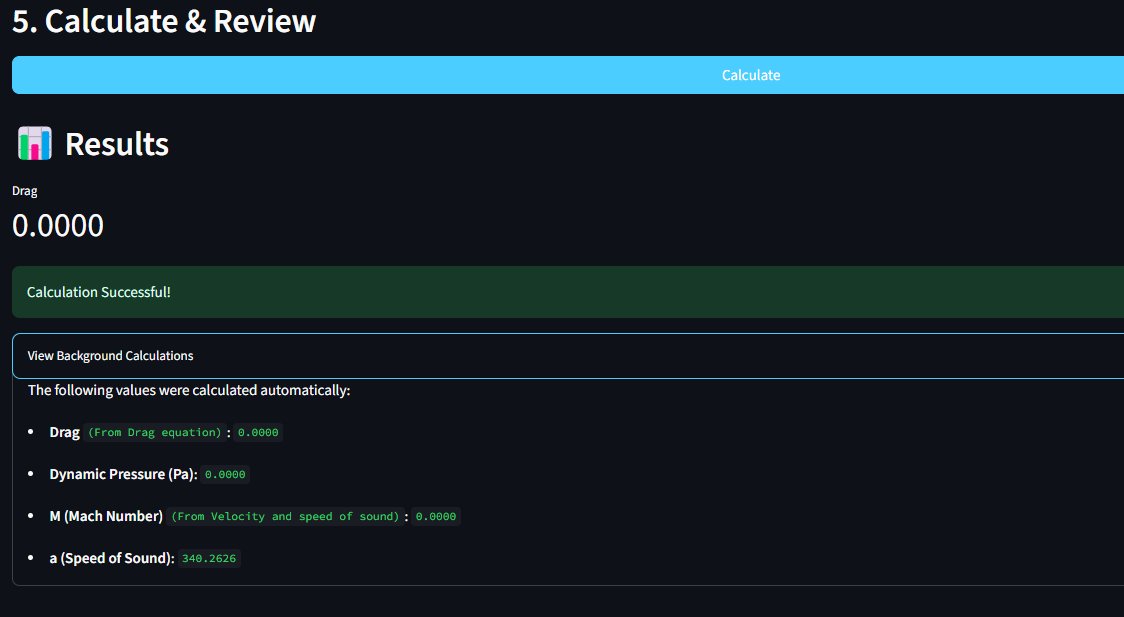 5. Calculate & Review
Calculate
Results
Drag
0.0000
Calculation Successful!
View Background Calculations
The following values were calculated automatically:
• Drag (From Drag equation) : 0.0000
• Dynamic Pressure (Pa): 0.0000
• M (Mach Number) (From Velocity and speed of sound) : 0.0000
• a (Speed of Sound): 340.2626